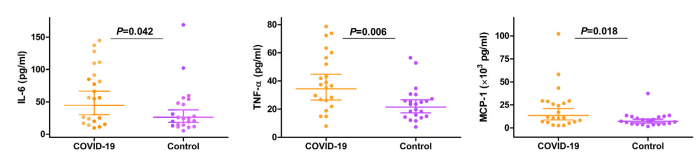 IL-6 (pg/ml)
150
100
50
0
P=0.042
COVID-19 Control
TNF-α (pg/ml)
80
60
40
20
0
P=0.006
COVID-19 Control
MCP-1 (×10³ pg/ml)
100
75
50
25
0
P=0.018
COVID-19 Control